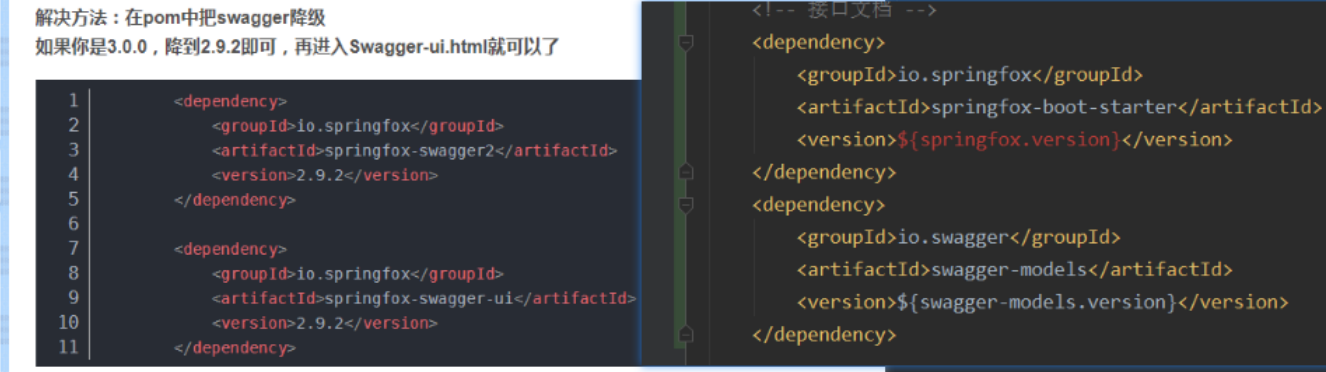 解决方法：在pom中把swagger降级
如果你是3.0.0，降到2.9.2即可，再进入Swagger-ui.html就可以了
1 <dependency>
2 <groupId>io.springfox</groupId>
3 <artifactId>springfox-swagger2</artifactId>
4 <version>2.9.2</version>
5 </dependency>
6
7 <dependency>
8 <groupId>io.springfox</groupId>
9 <artifactId>springfox-swagger-ui</artifactId>
10 <version>2.9.2</version>
11 </dependency>
<!-- 接口文档 -->
<dependency>
<groupId>io.springfox</groupId>
<artifactId>springfox-boot-starter</artifactId>
<version>${springfox.version}</version>
</dependency>
<dependency>
<groupId>io.swagger</groupId>
<artifactId>swagger-models</artifactId>
<version>${swagger-models.version}</version>
</dependency>